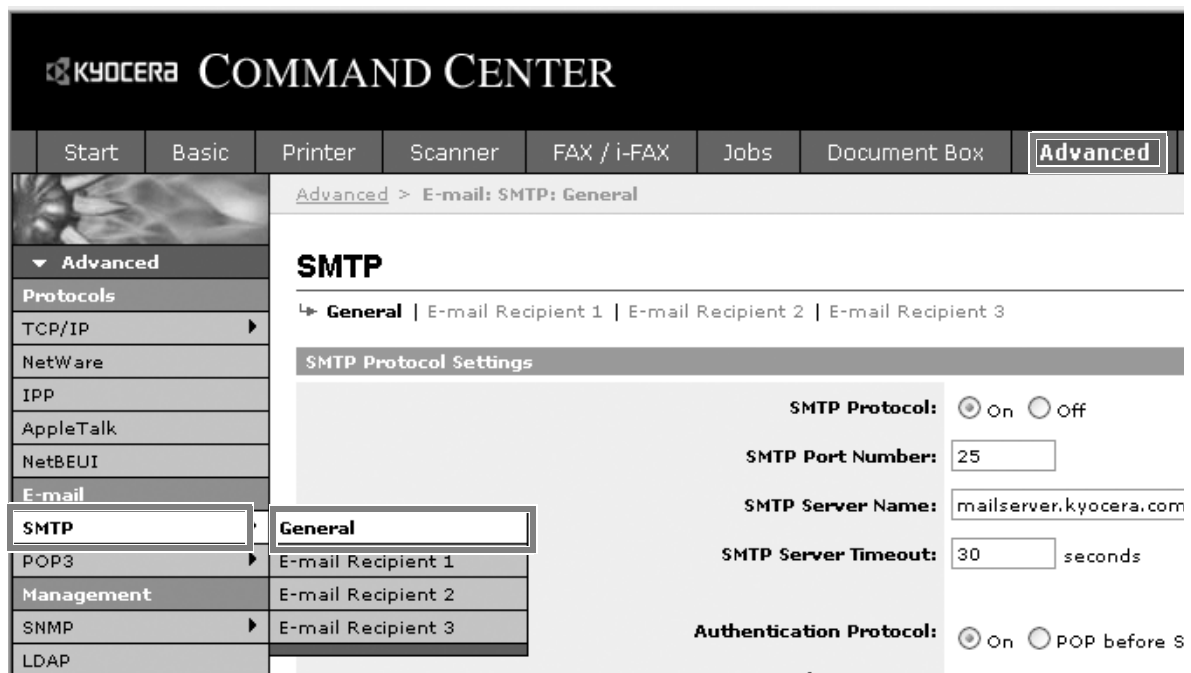 KYOCERA COMMAND CENTER
Start Basic Printer Scanner FAX / i-FAX Jobs Document Box Advanced
Advanced > E-mail: SMTP: General
Advanced
Protocols
TCP/IP
NetWare
IPP
AppleTalk
NetBEUI
E-mail
SMTP
POP3
Management
SNMP
LDAP
General
E-mail Recipient 1
E-mail Recipient 2
E-mail Recipient 3
SMTP
General | E-mail Recipient 1 | E-mail Recipient 2 | E-mail Recipient 3
SMTP Protocol Settings
SMTP Protocol: On Off
SMTP Port Number: 25
SMTP Server Name: mailserver.kyocera.com
SMTP Server Timeout: 30 seconds
Authentication Protocol: On POP before S